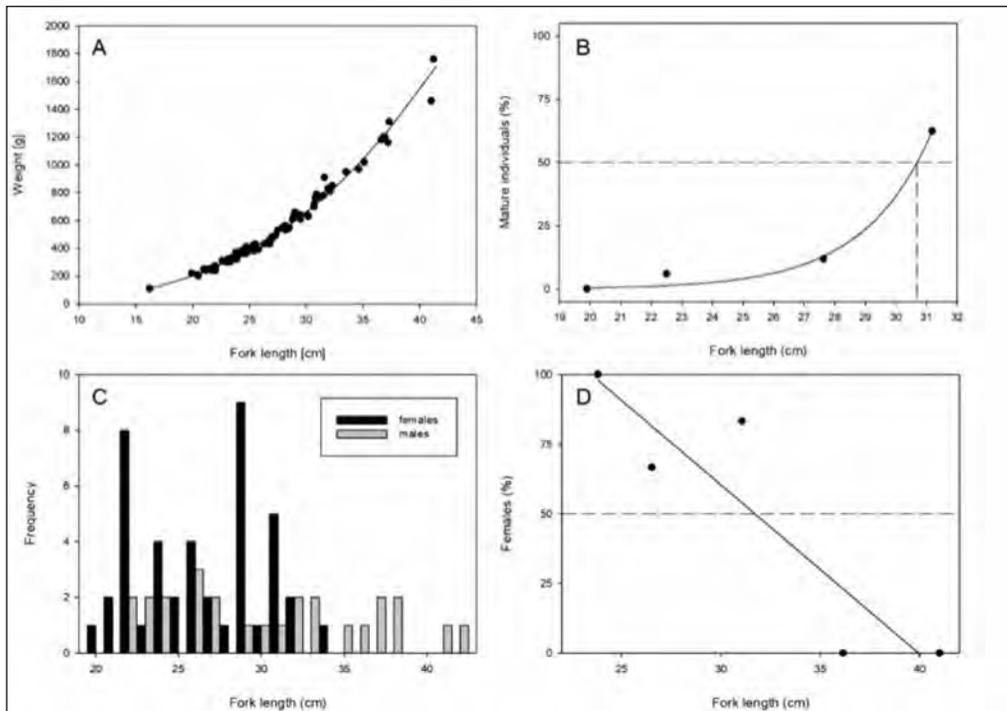 A
2000
1800
1600
1400
1200
1000
800
600
400
200
0
Weight [g]
10 15 20 25 30 35 40 45
Fork length [cm]
B
100
75
50
25
0
Mature individuals (%)
19 20 21 22 23 24 25 26 27 28 29 30 31 32
Fork length (cm)
C
10
8
6
4
2
0
Frequency
females
males
20 25 30 35 40
Fork length (cm)
D
100
75
50
25
0
Females (%)
25 30 35 40
Fork length (cm)